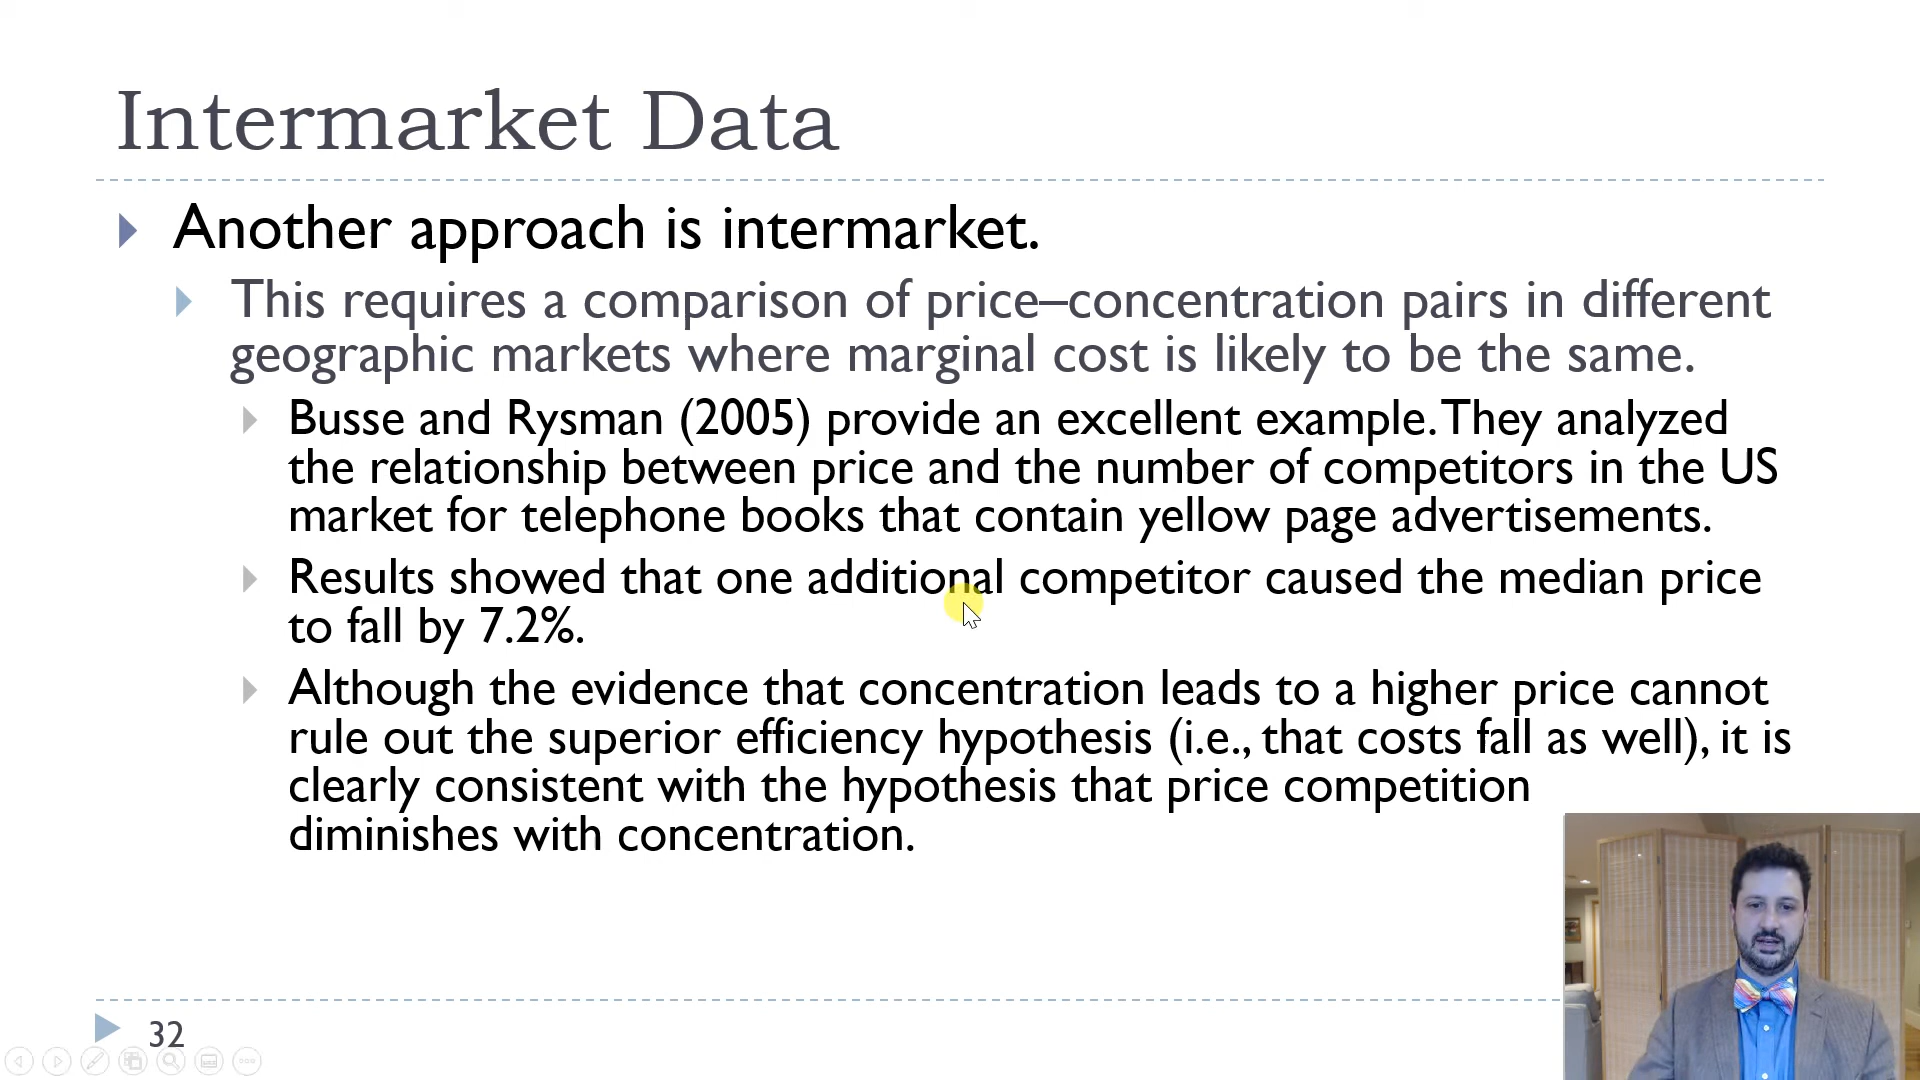 Intermarket Data
Another approach is intermarket.
This requires a comparison of price–concentration pairs in different
geographic markets where marginal cost is likely to be the same.
Busse and Rysman (2005) provide an excellent example. They analyzed
the relationship between price and the number of competitors in the US
market for telephone books that contain yellow page advertisements.
Results showed that one additional competitor caused the median price
to fall by 7.2%.
Although the evidence that concentration leads to a higher price cannot
rule out the superior efficiency hypothesis (i.e., that costs fall as well), it is
clearly consistent with the hypothesis that price competition
diminishes with concentration.
32